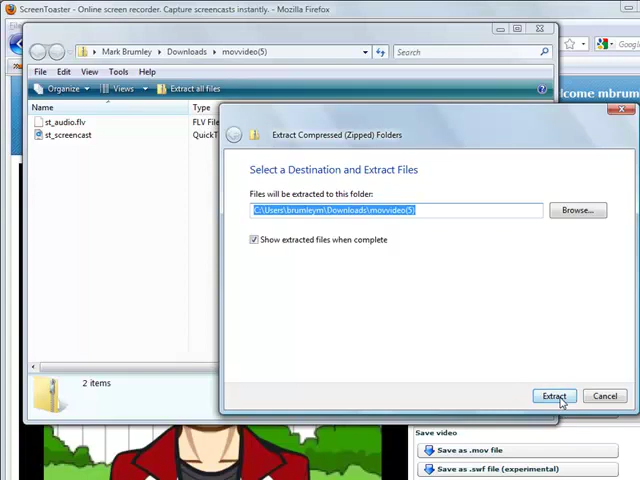 ScreenToaster - Online screen recorder. Capture screencasts instantly. - Mozilla Firefox
Mark Brumley
Downloads
movvideo(5)
Search
Googl
File Edit View Tools Help
Organize Views Extract all files
lcome mbrum
Name Type
st_audio.flv FLV File
st_screencast QuickT
Extract Compressed (Zipped) Folders
Select a Destination and Extract Files
Files will be extracted to this folder:
C:\Users\brumleym\Downloads\movvideo(5)
Browse...
Show extracted files when complete
2 items
Extract Cancel
Save video
Save as .mov file
Save as .swf file (experimental)